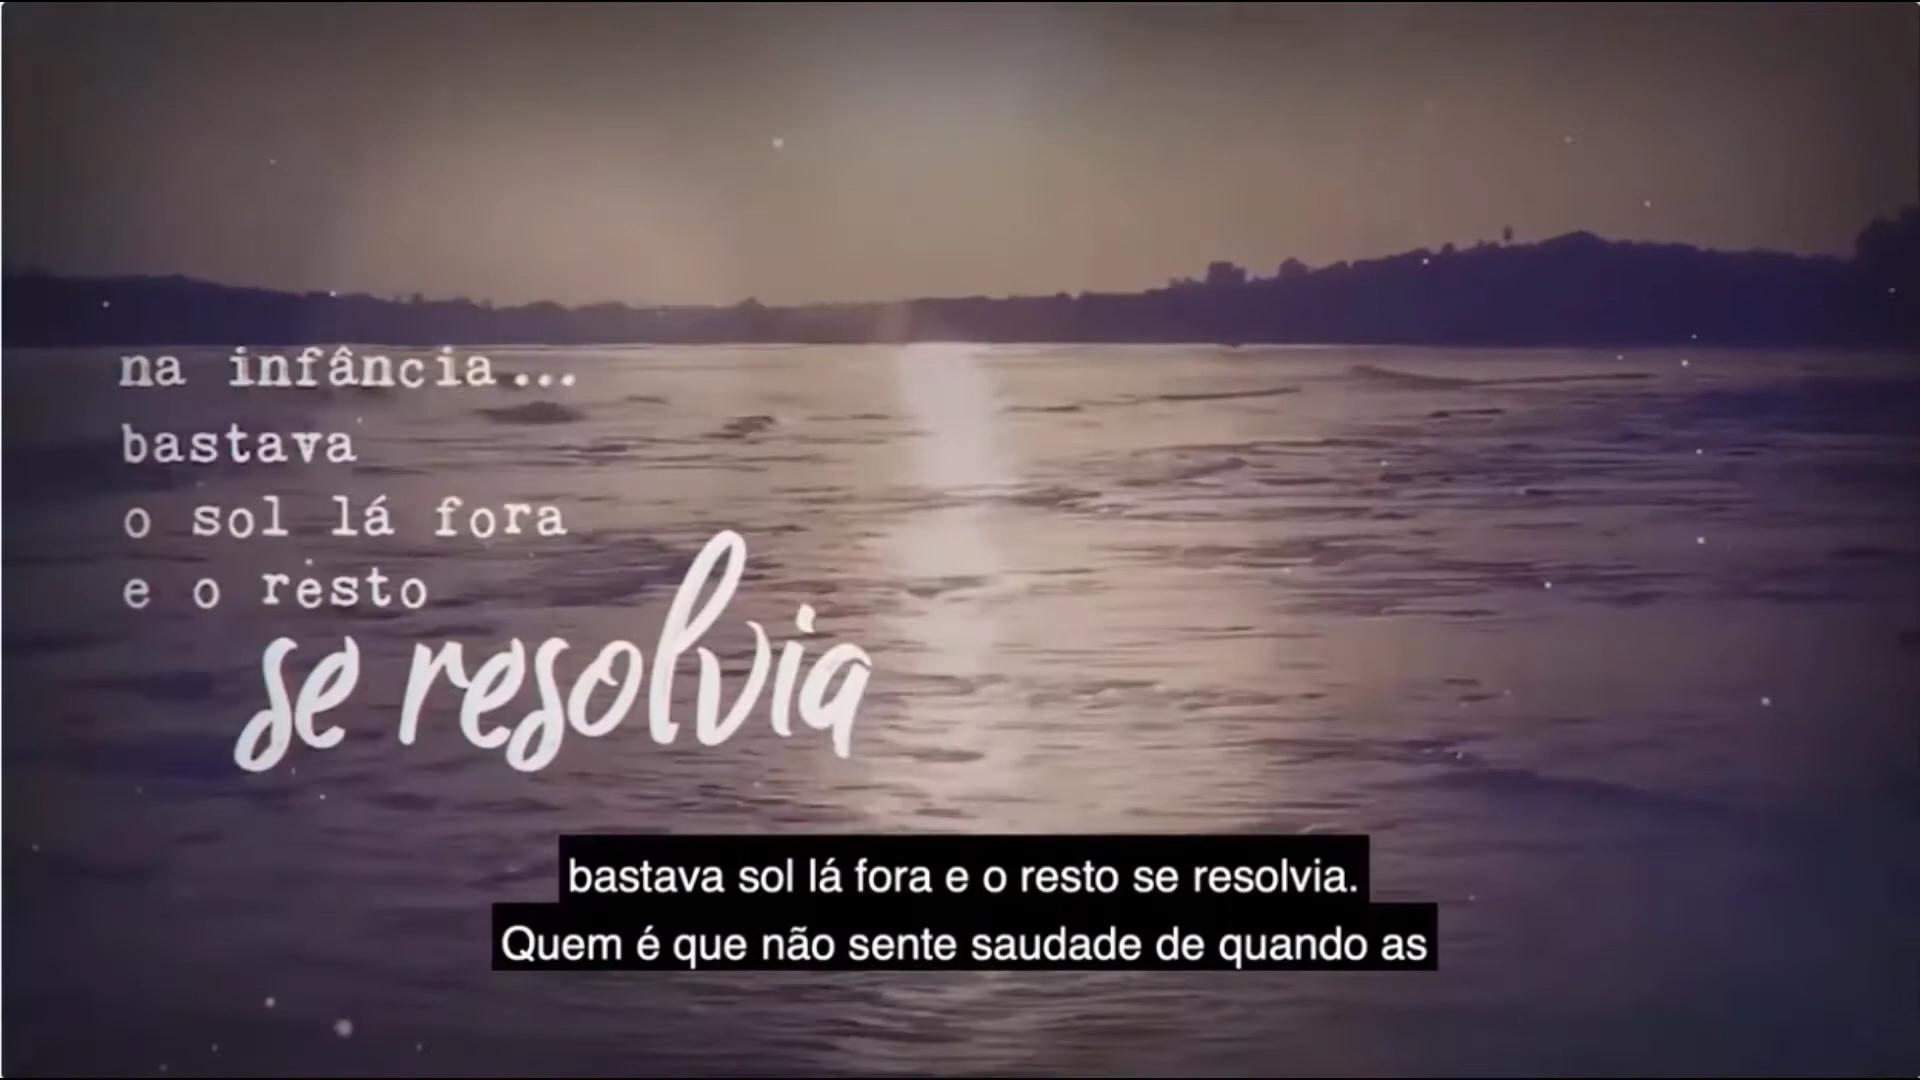 na infância...
bastava
o sol lá fora
e o resto
se resolvia
bastava sol lá fora e o resto se resolvia.
Quem é que não sente saudade de quando as